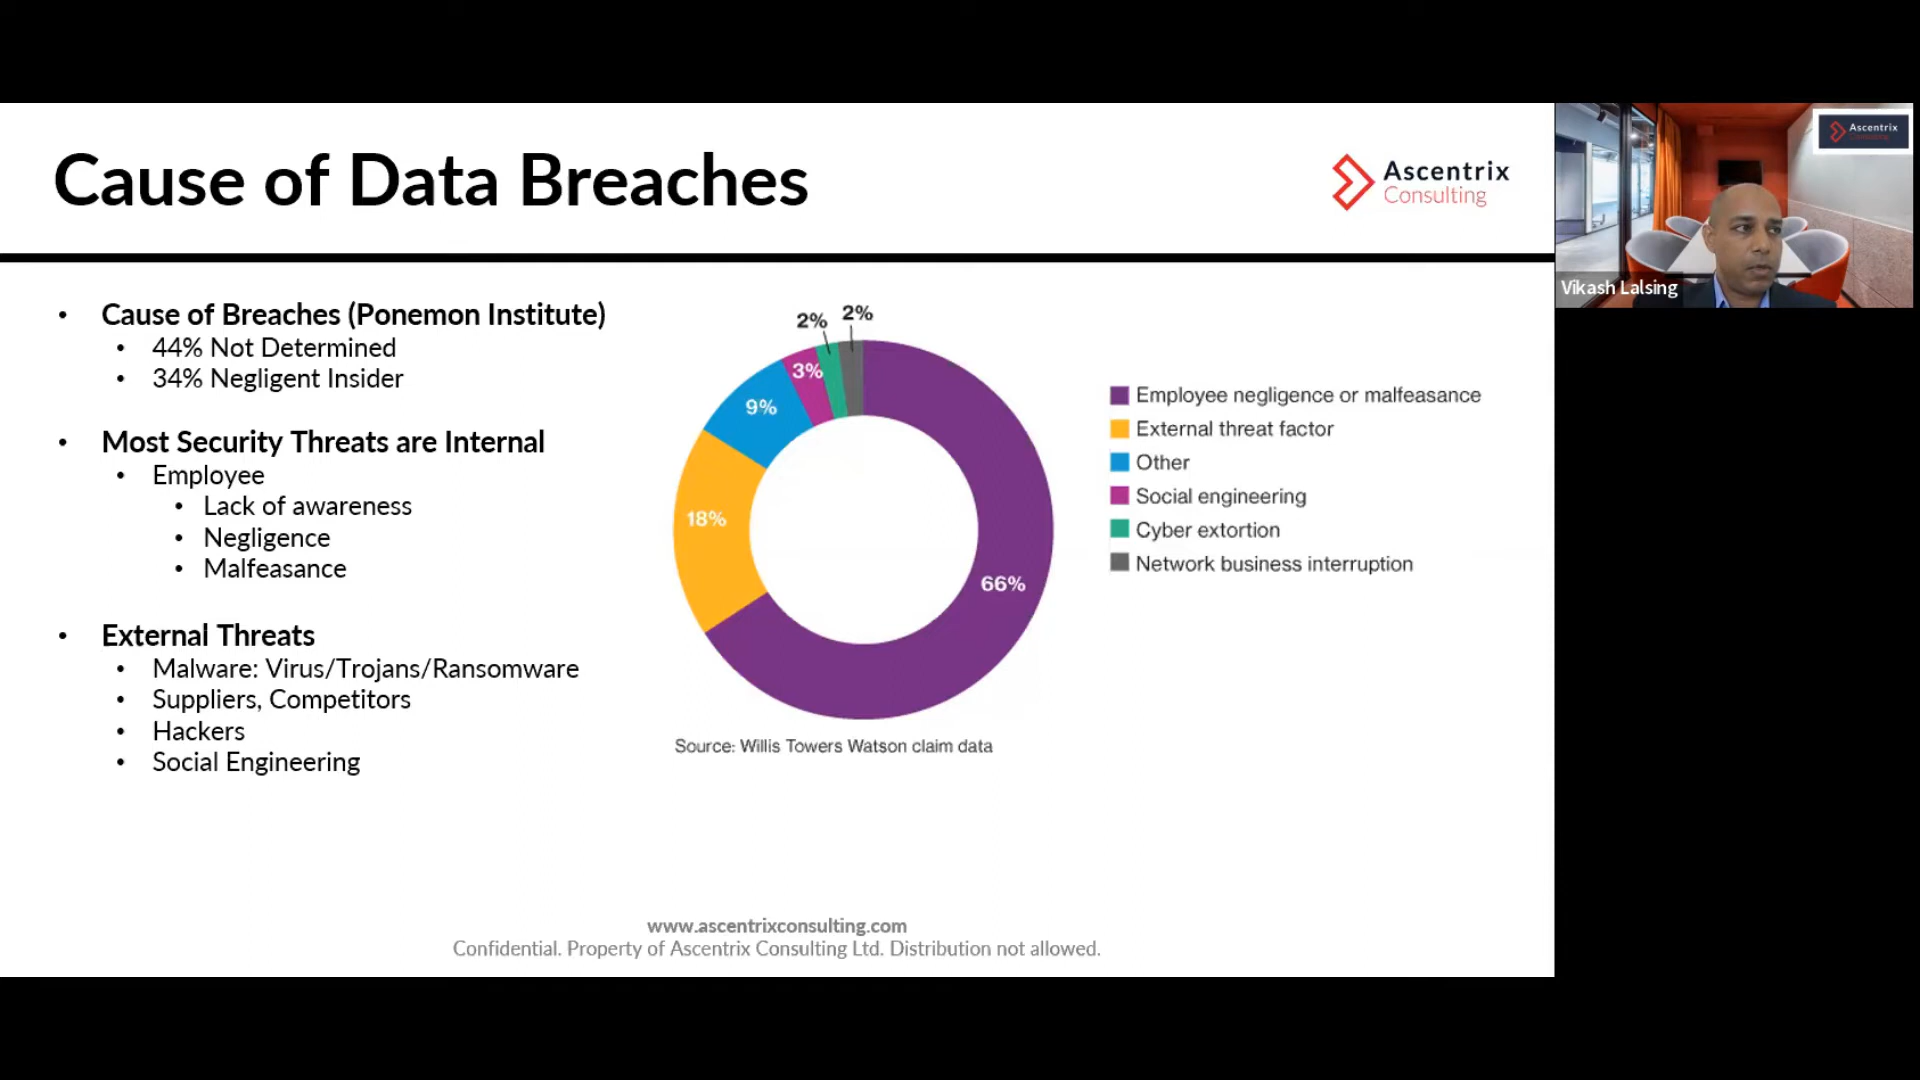 Cause of Data Breaches
Ascentrix
Consulting
Ascentrix
Consulting
Vikash Lalsing
• Cause of Breaches (Ponemon Institute)
• 44% Not Determined
• 34% Negligent Insider
• Most Security Threats are Internal
• Employee
• Lack of awareness
• Negligence
• Malfeasance
• External Threats
• Malware: Virus/Trojans/Ransomware
• Suppliers, Competitors
• Hackers
• Social Engineering
2%
2%
3%
9%
18%
66%
Employee negligence or malfeasance
External threat factor
Other
Social engineering
Cyber extortion
Network business interruption
Source: Willis Towers Watson claim data
www.ascentrixconsulting.com
Confidential. Property of Ascentrix Consulting Ltd. Distribution not allowed.